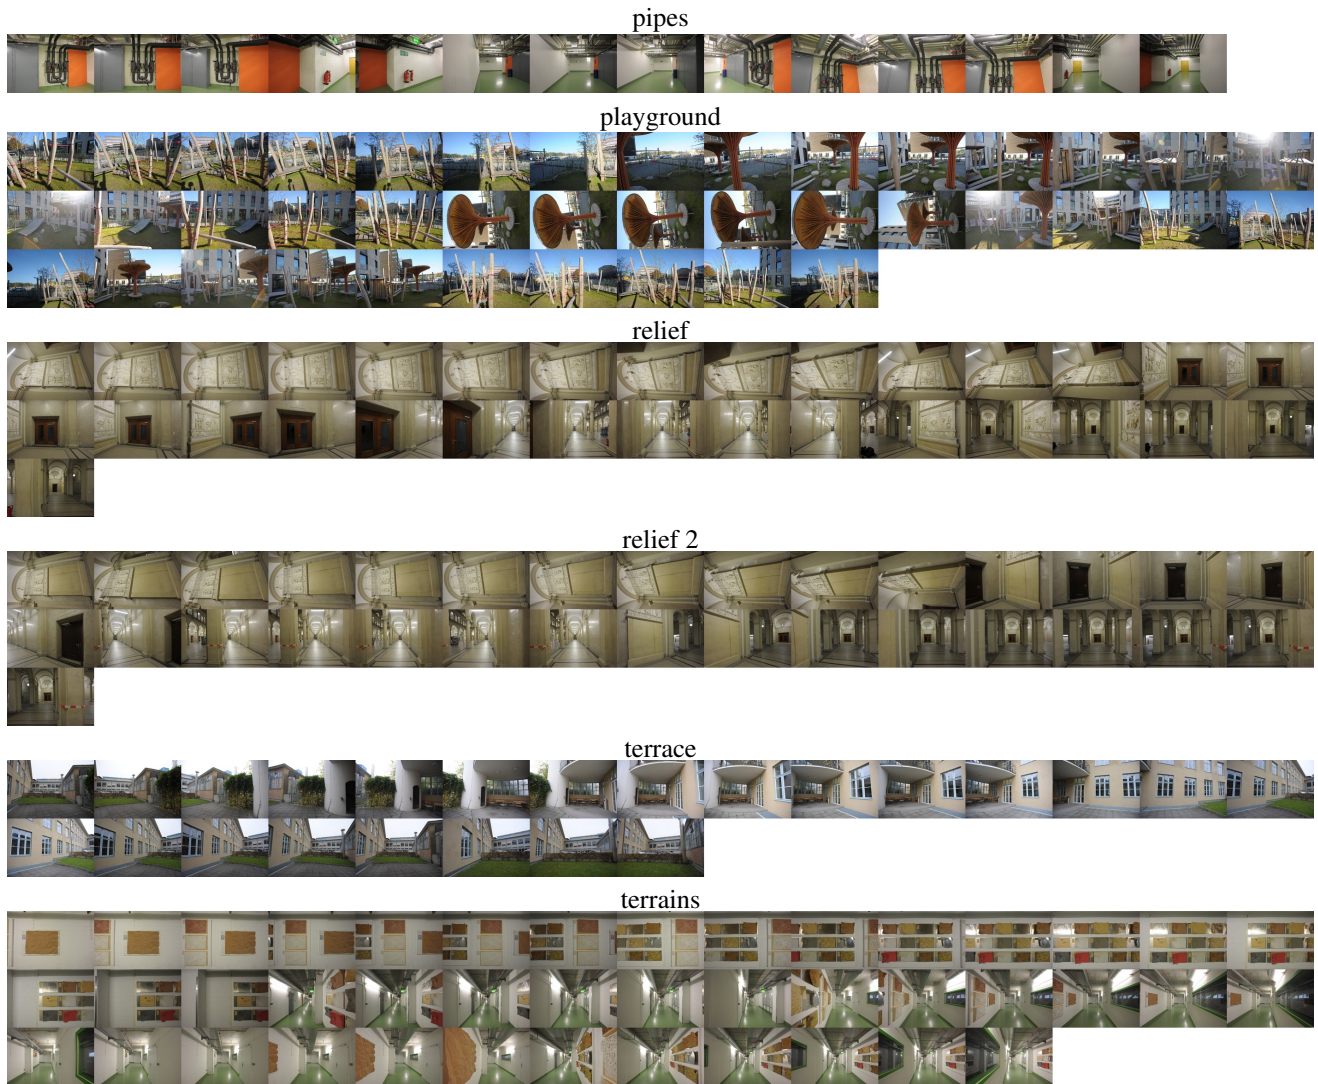 pipes
playground
relief
relief 2
terrace
terrains